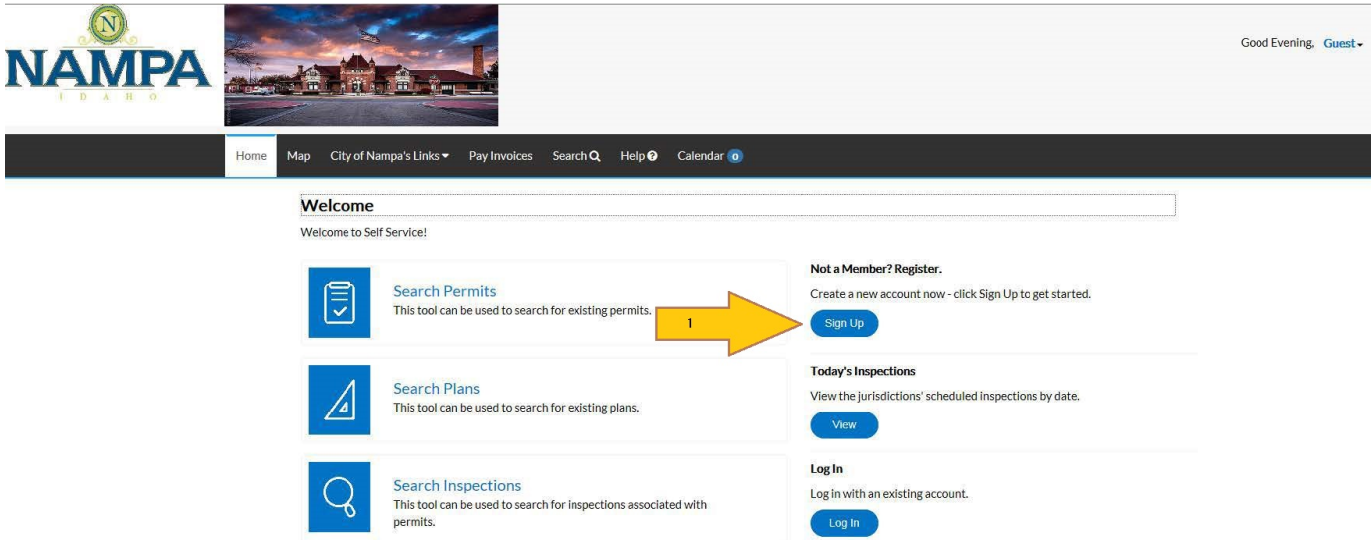 N
NAMPA
IDAHO
Good Evening, Guest
Home Map City of Nampa's Links Pay Invoices Search Help Calendar 0
Welcome
Welcome to Self Service!
Search Permits
This tool can be used to search for existing permits.
1
Not a Member? Register.
Create a new account now - click Sign Up to get started.
Sign Up
Search Plans
This tool can be used to search for existing plans.
Today's Inspections
View the jurisdictions' scheduled inspections by date.
View
Search Inspections
This tool can be used to search for inspections associated with
permits.
Log In
Log in with an existing account.
Log In